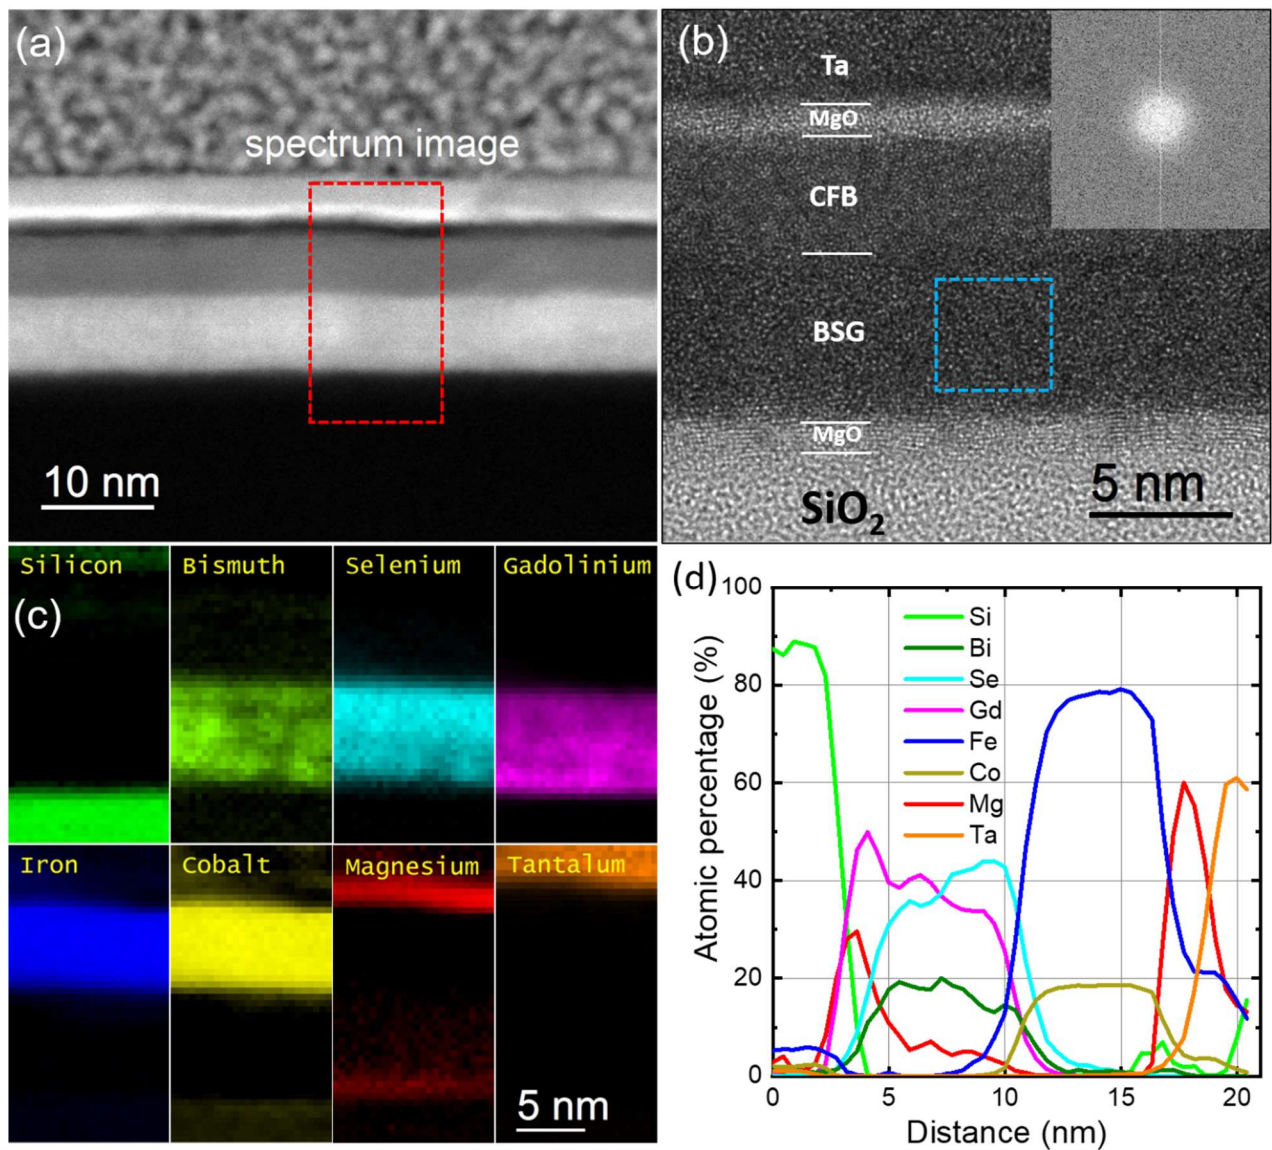 (a)
spectrum image
10 nm
(b)
Ta
MgO
CFB
BSG
MgO
5 nm
SiO₂
Silicon
Bismuth
Selenium
Gadolinium
(c)
Iron
Cobalt
Magnesium
Tantalum
5 nm
(d)
100
80
60
40
20
0
Atomic percentage (%)
Si
Bi
Se
Gd
Fe
Co
Mg
Ta
0 5 10 15 20
Distance (nm)